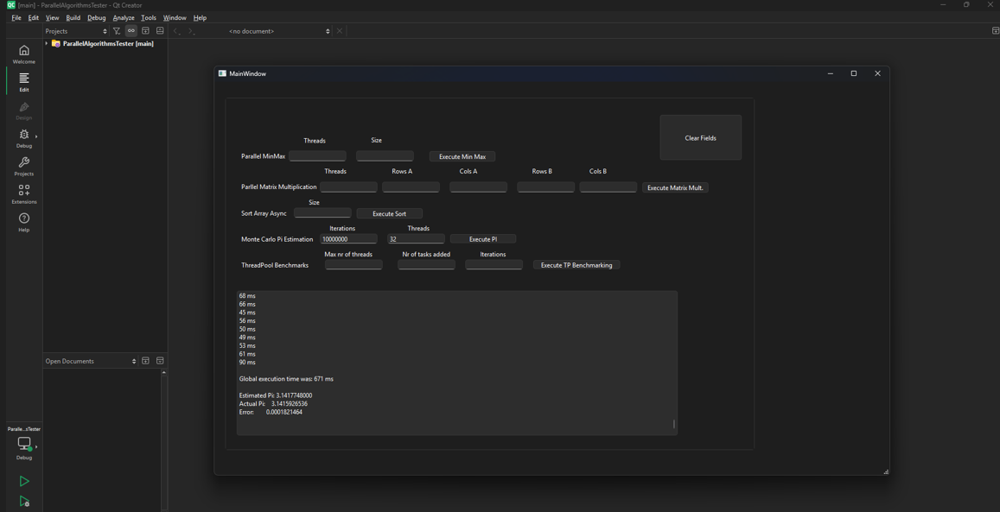 [main] - ParallelAlgorithmsTester - Qt Creator
File Edit View Build Debug Analyze Tools Window Help
Projects
<no document>
ParallelAlgorithmsTester [main]
Welcome
Edit
Design
Debug
Projects
Extensions
Help
Open Documents
Paralle...sTester
Debug
MainWindow
Clear Fields
Threads Size
Parallel MinMax Execute Min Max
Threads Rows A Cols A Rows B Cols B
Parllel Matrix Multiplication Execute Matrix Mult.
Size
Sort Array Async Execute Sort
Iterations Threads
Monte Carlo Pi Estimation 10000000 32 Execute PI
Max nr of threads Nr of tasks added Iterations
ThreadPool Benchmarks Execute TP Benchmarking
68 ms
66 ms
45 ms
56 ms
50 ms
49 ms
53 ms
61 ms
90 ms
Global execution time was: 671 ms
Estimated Pi: 3.1417748000
Actual Pi: 3.1415926536
Error: 0.0001821464